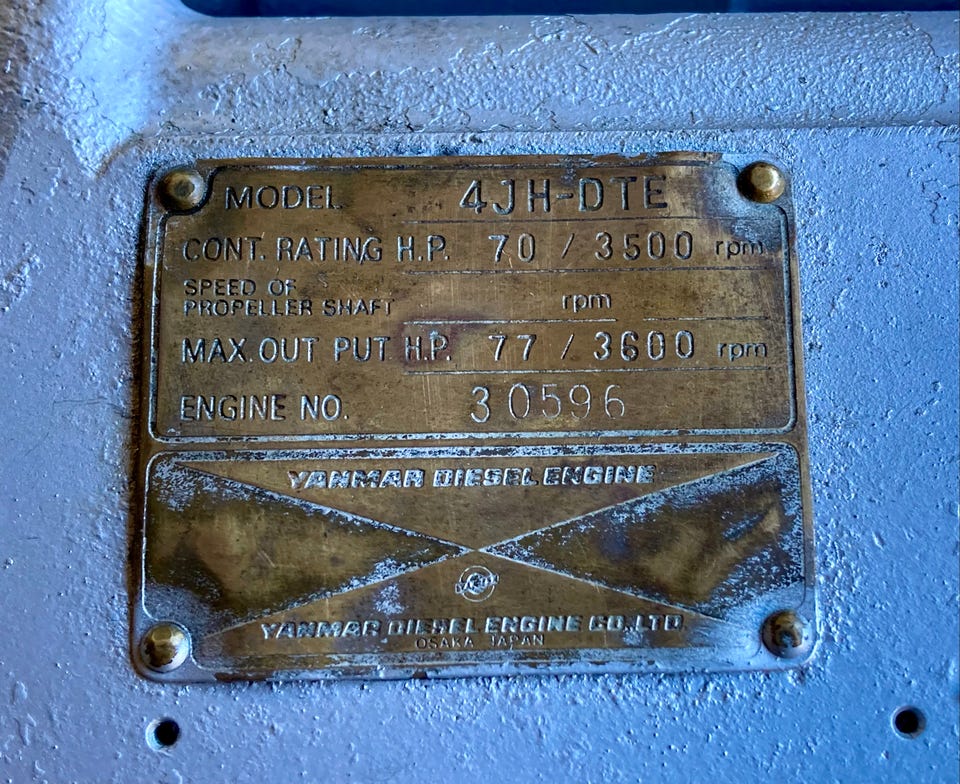 MODEL 4JH-DTE
CONT. RATING H.P. 70 / 3500 rpm
SPEED OF
PROPELLER SHAFT rpm
MAX. OUT PUT H.P. 77 / 3600 rpm
ENGINE NO. 30596
YANMAR DIESEL ENGINE
YANMAR DIESEL ENGINE CO., LTD.
OSAKA JAPAN